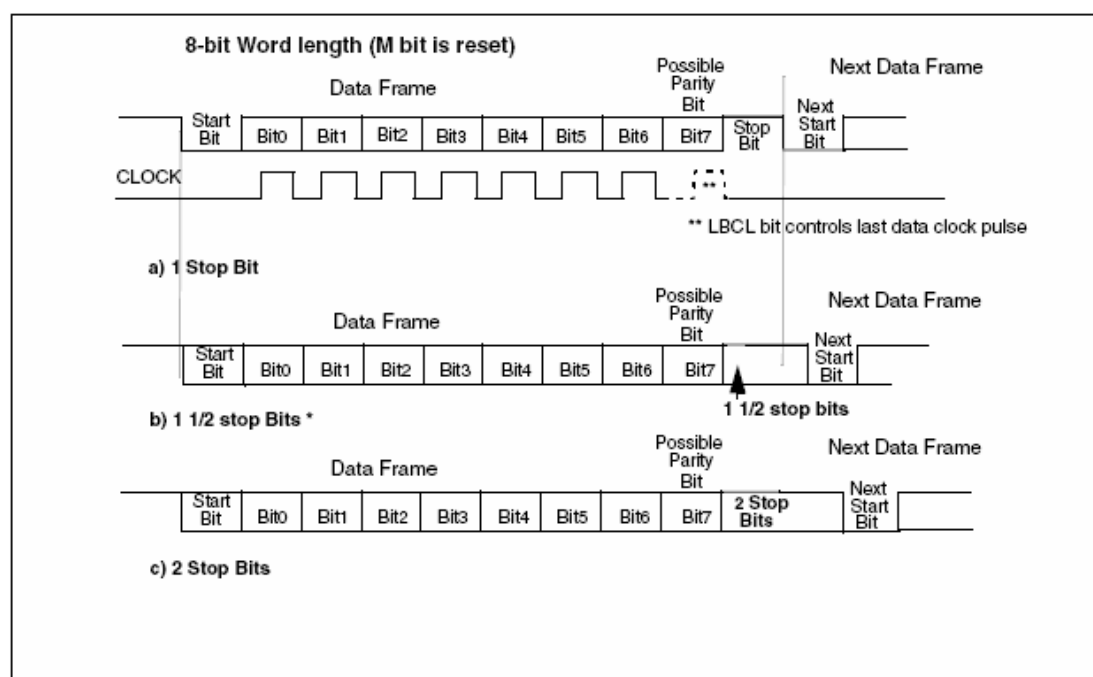 8-bit Word length (M bit is reset)
Data Frame
Possible
Parity
Bit
Next Data Frame
Start
Bit
Bit0
Bit1
Bit2
Bit3
Bit4
Bit5
Bit6
Bit7
Stop
Bit
Next
Start
Bit
CLOCK
**
** LBCL bit controls last data clock pulse
a) 1 Stop Bit
Data Frame
Possible
Parity
Bit
Next Data Frame
Start
Bit
Bit0
Bit1
Bit2
Bit3
Bit4
Bit5
Bit6
Bit7
Next
Start
Bit
1 1/2 stop bits
b) 1 1/2 stop Bits *
Data Frame
Possible
Parity
Bit
Next Data Frame
Start
Bit
Bit0
Bit1
Bit2
Bit3
Bit4
Bit5
Bit6
Bit7
2 Stop
Bits
Next
Start
Bit
c) 2 Stop Bits